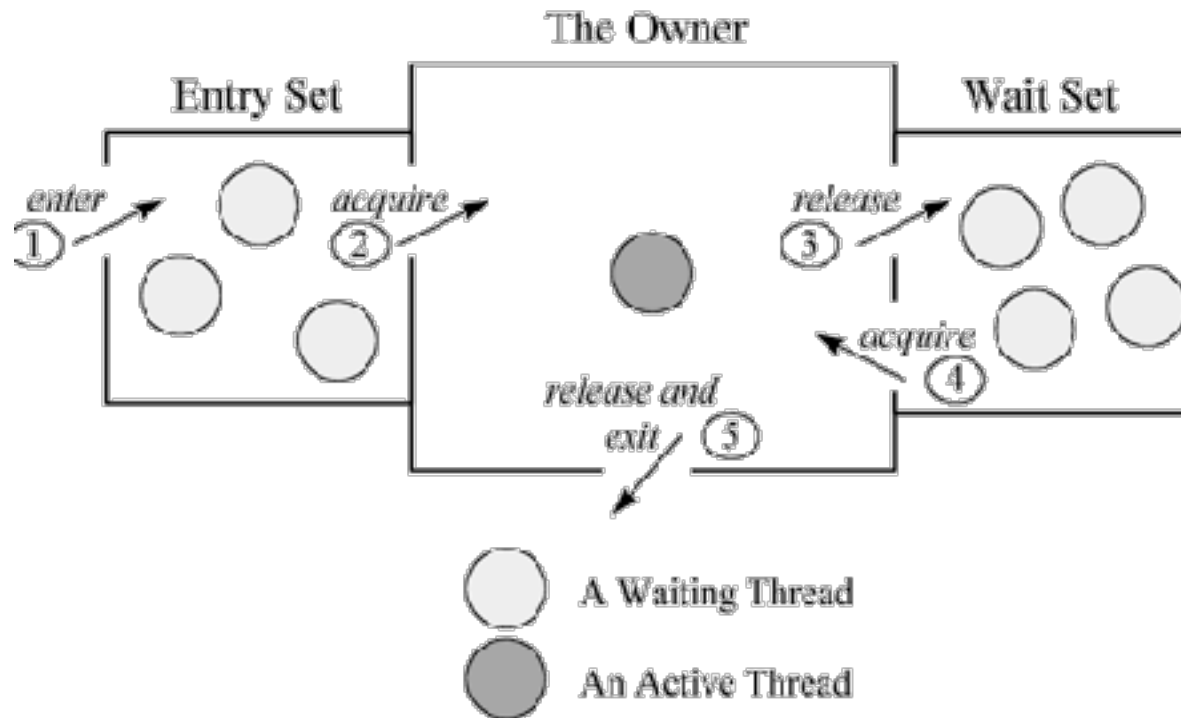 The Owner
Entry Set
Wait Set
enter
1
acquire
2
release
3
acquire
4
release and
exit 5
A Waiting Thread
An Active Thread